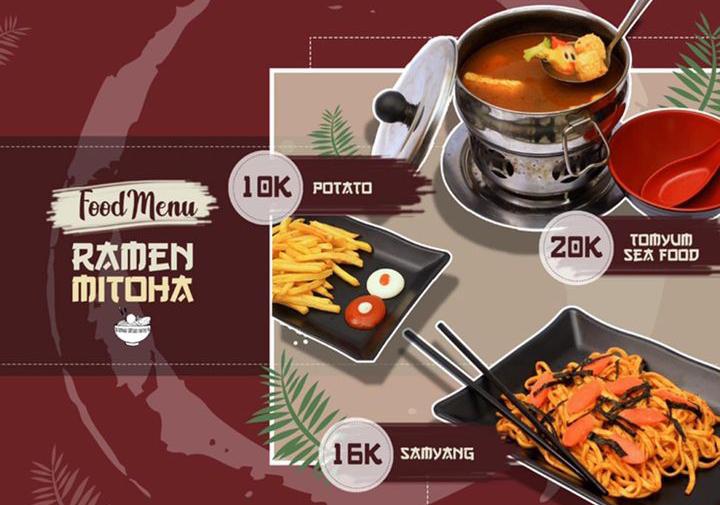 Food Menu
RAMEN
MITOHA
10K
POTATO
20K
TOMYUM
SEA FOOD
16K
SAMYANG